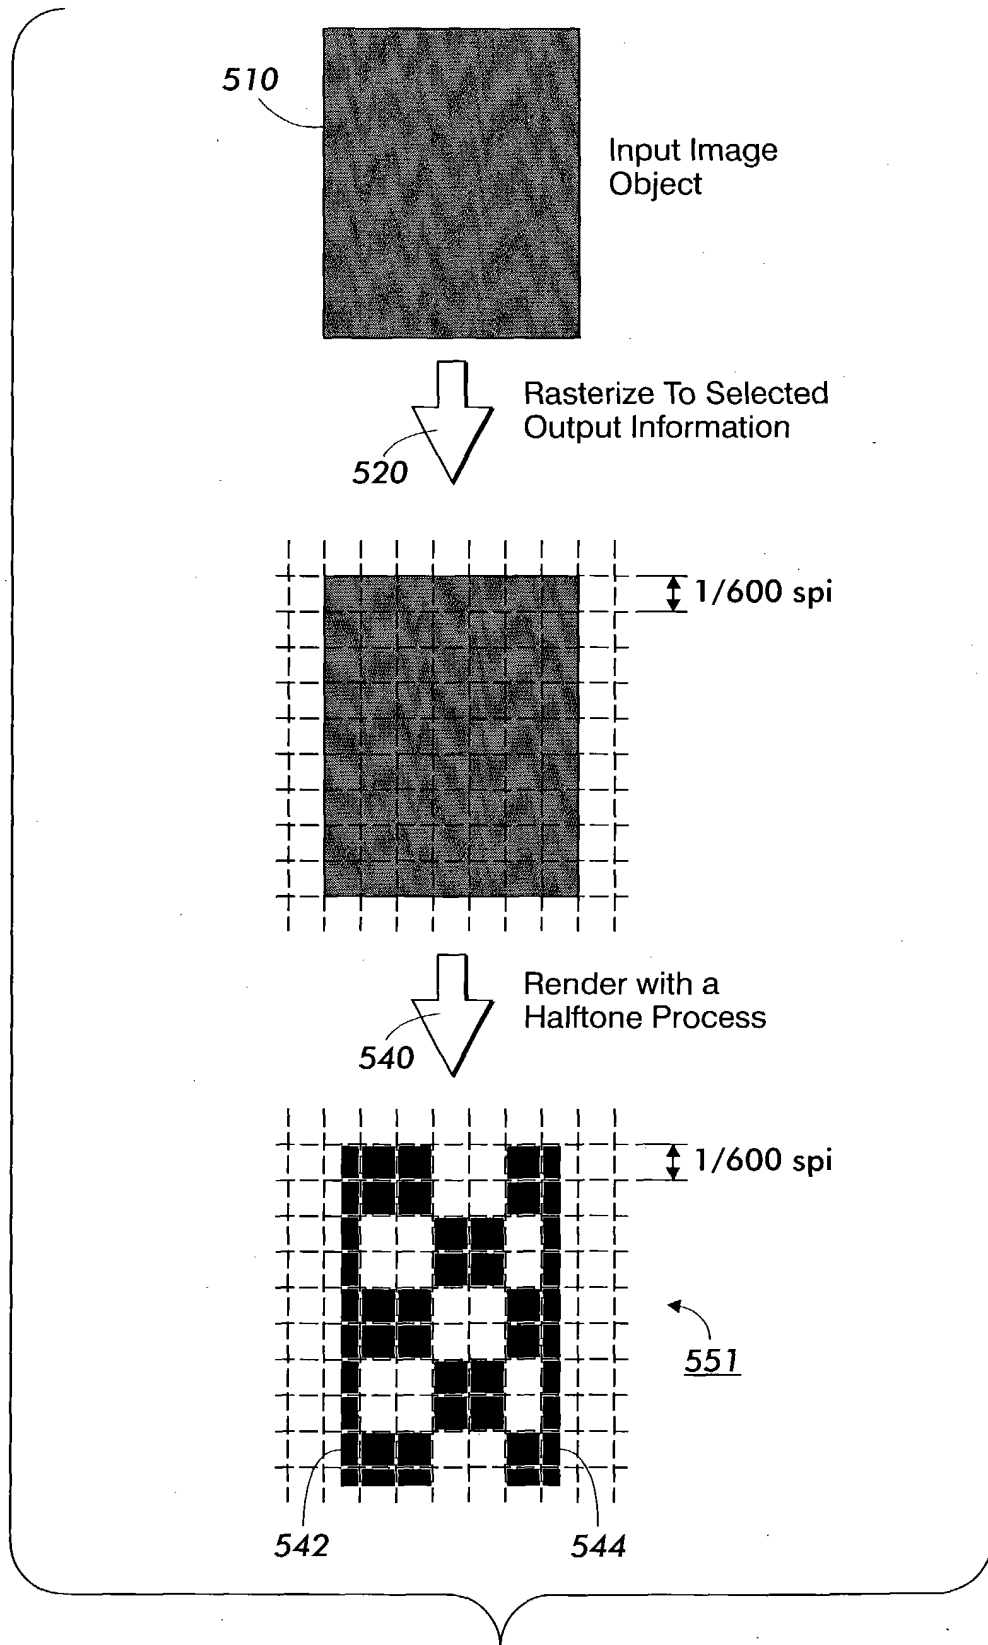 510
Input Image
Object
Rasterize To Selected
Output Information
520
1/600 spi
Render with a
Halftone Process
540
1/600 spi
551
542
544